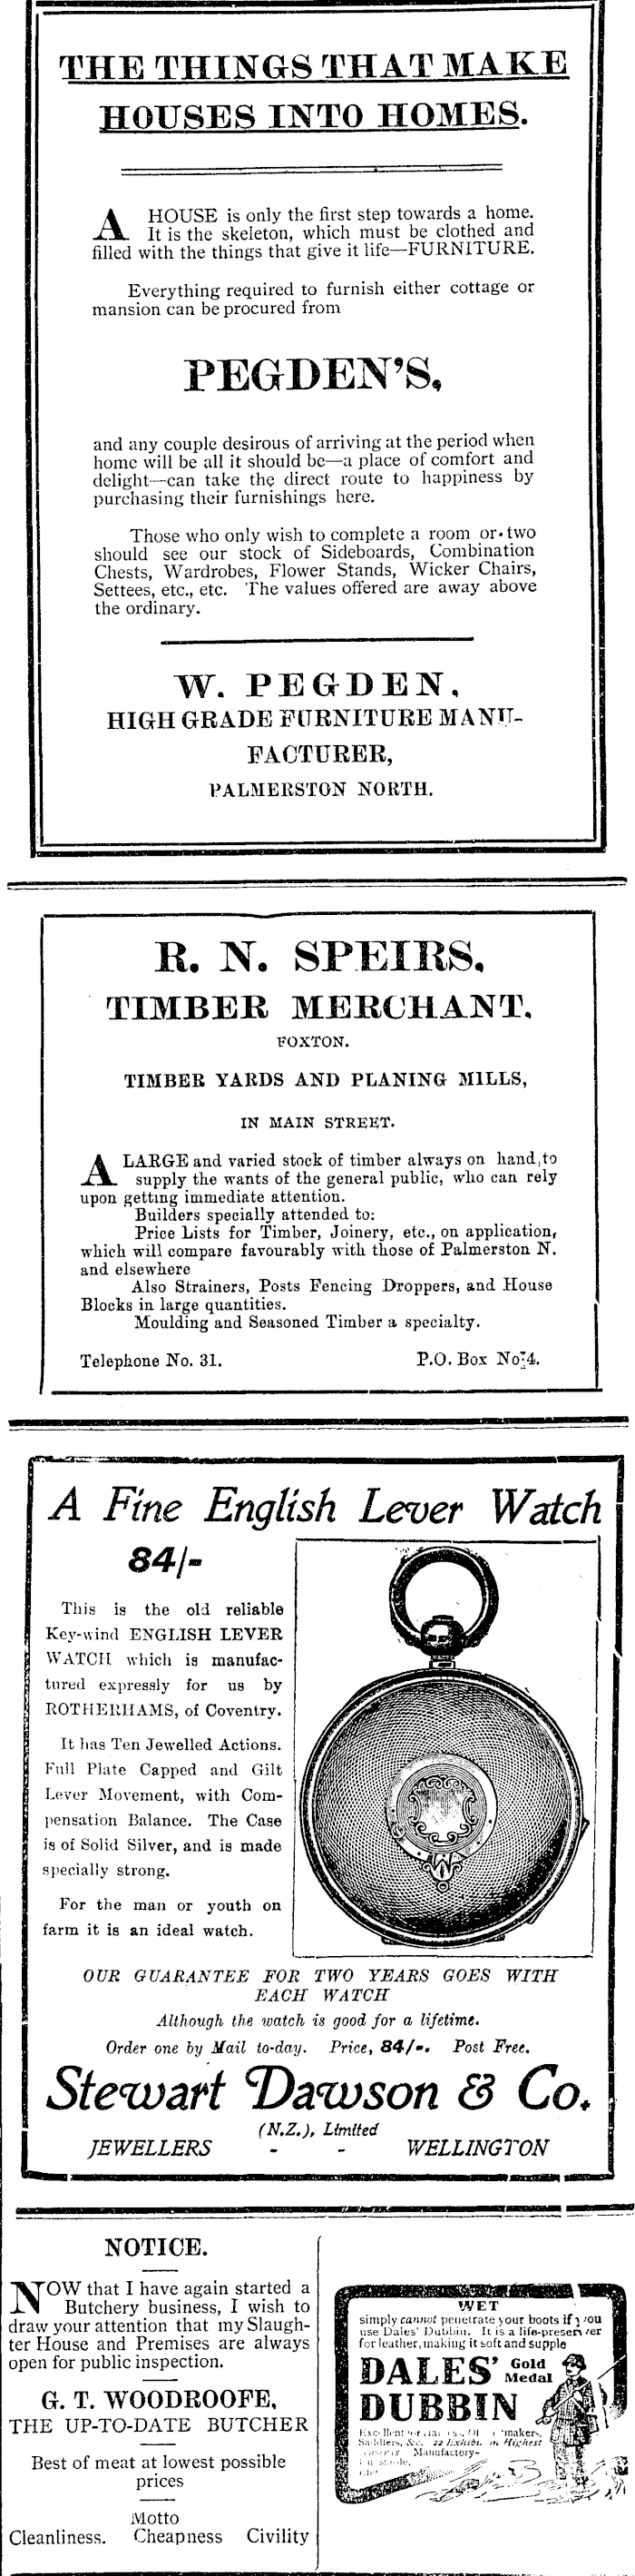 THE THINGS THAT MAKE
HOUSES INTO HOMES.
A HOUSE is only the first step towards a home.
It is the skeleton, which must be clothed and
filled with the things that give it life—FURNITURE.
Everything required to furnish either cottage or
mansion can be procured from
PEGDEN'S,
and any couple desirous of arriving at the period when
home will be all it should be—a place of comfort and
delight—can take the direct route to happiness by
purchasing their furnishings here.
Those who only wish to complete a room or two
should see our stock of Sideboards, Combination
Chests, Wardrobes, Flower Stands, Wicker Chairs,
Settees, etc., etc. The values offered are away above
the ordinary.
W. PEGDEN,
HIGH GRADE FURNITURE MANU-
FACTURER,
PALMERSTON NORTH.
R. N. SPEIRS,
TIMBER MERCHANT,
FOXTON.
TIMBER YARDS AND PLANING MILLS,
IN MAIN STREET.
A LARGE and varied stock of timber always on hand, to
supply the wants of the general public, who can rely
upon getting immediate attention.
Builders specially attended to:
Price Lists for Timber, Joinery, etc., on application,
which will compare favourably with those of Palmerston N.
and elsewhere
Also Strainers, Posts Fencing Droppers, and House
Blocks in large quantities.
Moulding and Seasoned Timber a specialty.
Telephone No. 31. P.O. Box No. 4.
A Fine English Lever Watch
84/-
This is the old reliable
Key-wind ENGLISH LEVER
WATCH which is manufac-
tured expressly for us by
ROTHERHAMS, of Coventry.
It has Ten Jewelled Actions.
Full Plate Capped and Gilt
Lever Movement, with Com-
pensation Balance. The Case
is of Solid Silver, and is made
specially strong.
For the man or youth on
farm it is an ideal watch.
OUR GUARANTEE FOR TWO YEARS GOES WITH
EACH WATCH
Although the watch is good for a lifetime.
Order one by Mail to-day. Price, 84/-. Post Free.
Stewart Dawson & Co.
(N.Z.), Limited
JEWELLERS - - WELLINGTON
NOTICE.
NOW that I have again started a
Butchery business, I wish to
draw your attention that my Slaugh-
ter House and Premises are always
open for public inspection.
G. T. WOODROOFE,
THE UP-TO-DATE BUTCHER
Best of meat at lowest possible
prices
Motto
Cleanliness. Cheapness Civility
WET
simply cannot penetrate your boots if you
use Dales' Dubbin. It is a life-preserver
for leather, making it soft and supple
DALES' Gold
Medal
DUBBIN
Saddlers, &c. 22 Exhibi. Highest
Manufactory-